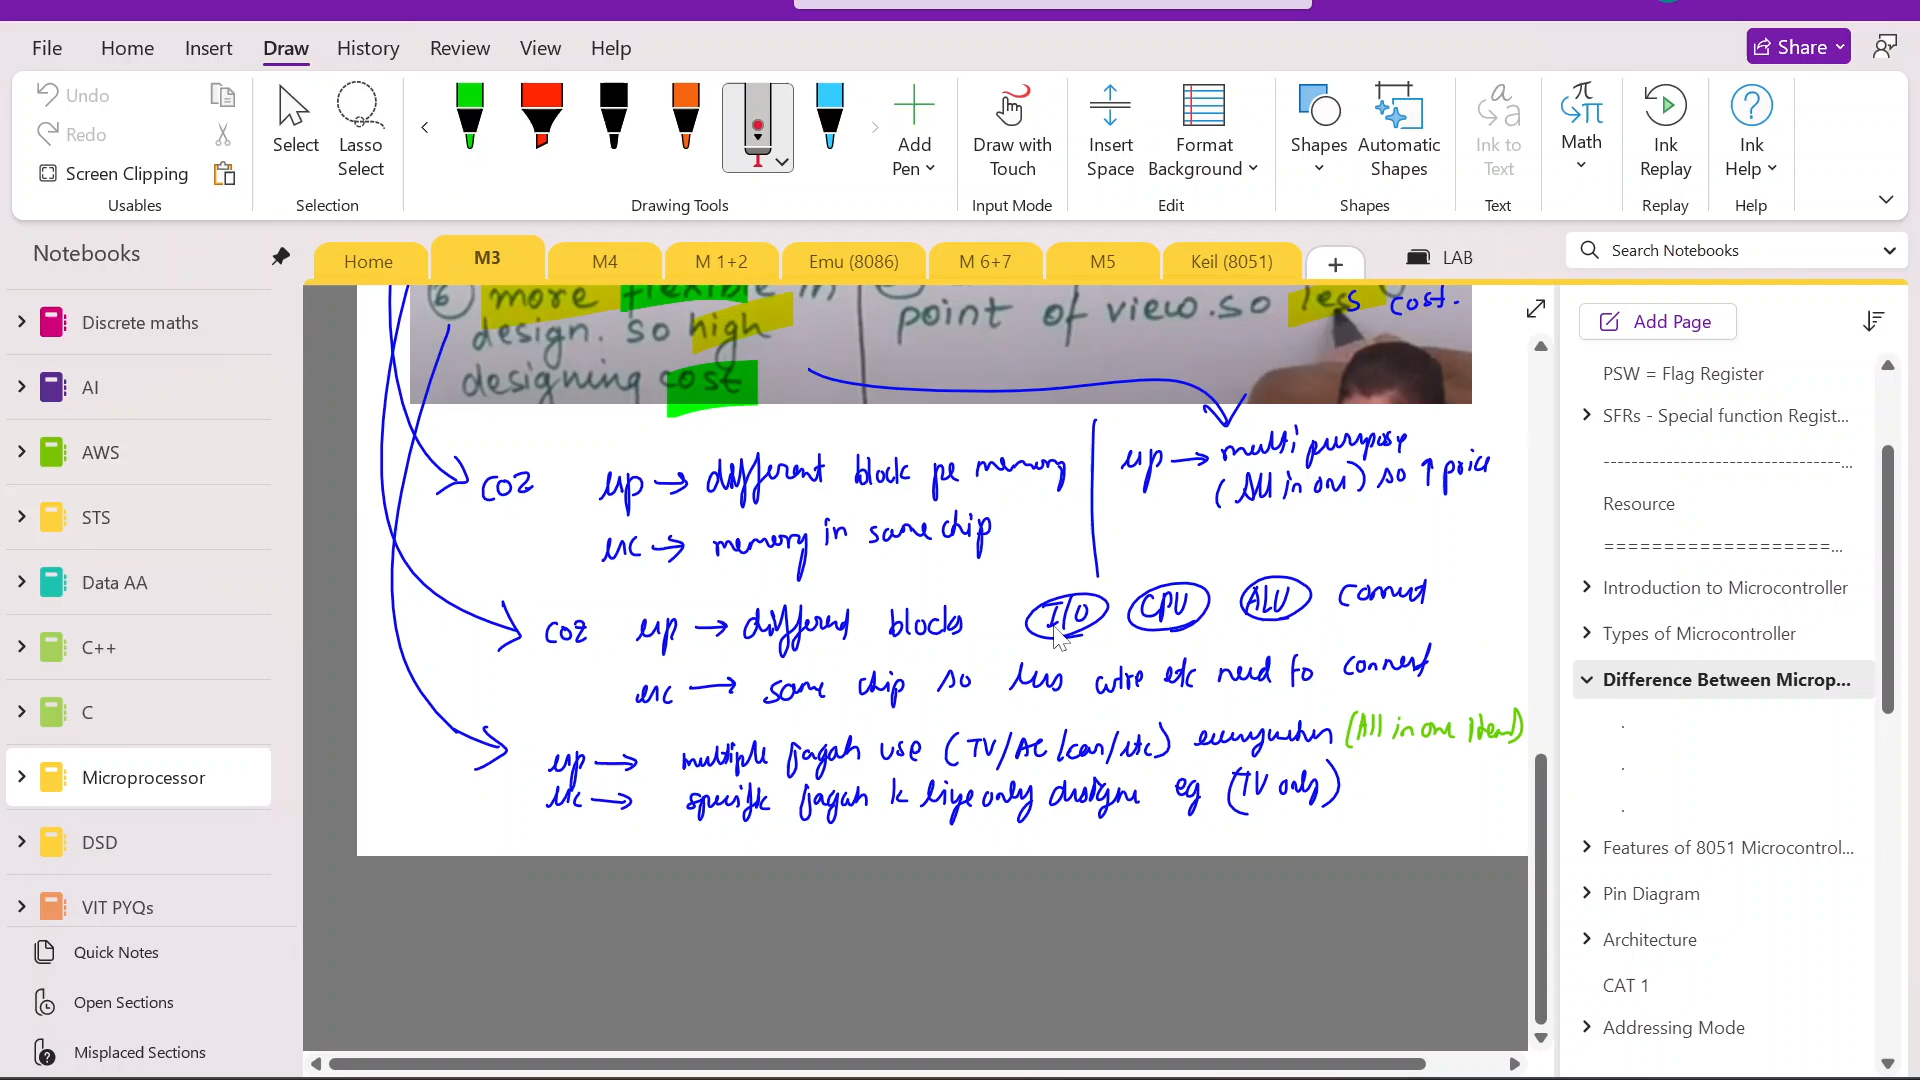 File Home Insert Draw History Review View Help Share
Undo
Redo
Screen Clipping
Usables
Select
Lasso Select
Selection
Drawing Tools
Add Pen
Draw with Touch
Input Mode
Insert Space
Format Background
Edit
Shapes
Automatic Shapes
Shapes
Ink to Text
Text
Math
Ink Replay
Replay
Ink Help
Help
Notebooks
Home M3 M4 M 1+2 Emu (8086) M 6+7 M5 Keil (8051) + LAB
Search Notebooks
Discrete maths
AI
AWS
STS
Data AA
C++
C
Microprocessor
DSD
VIT PYQs
Quick Notes
Open Sections
Misplaced Sections
6 more flexible in
design. so high
designing cost
point of view. so less cost.
coz up → different block pe memory
uc → memory in same chip
up → multi purpose
(All in one) so ↑ price
coz up → different blocks I/O CPU ALU connect
uc → same chip so less wire etc need to connect
up → multiple jagah use (TV/AC/car/etc) everywhere (All in one Idea)
uc → specific jagah k liye only designe eg (TV only)
Add Page
PSW = Flag Register
SFRs - Special function Regist...
--------------------------------...
Resource
====================...
Introduction to Microcontroller
Types of Microcontroller
Difference Between Microp...
.
.
.
Features of 8051 Microcontrol...
Pin Diagram
Architecture
CAT 1
Addressing Mode